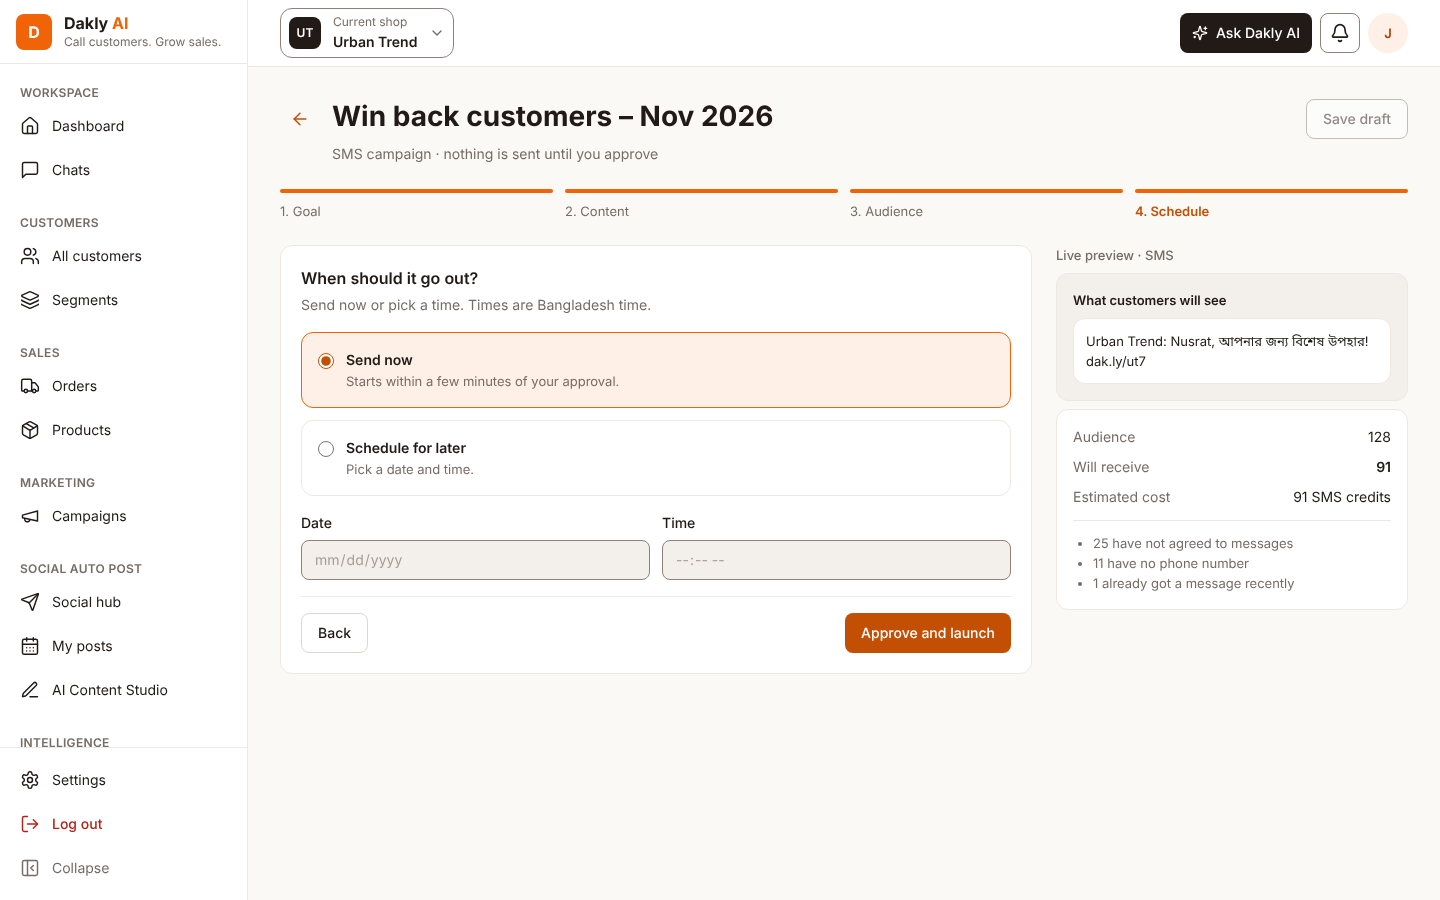 D
Dakly AI
Call customers. Grow sales.
WORKSPACE
Dashboard
Chats
CUSTOMERS
All customers
Segments
SALES
Orders
Products
MARKETING
Campaigns
SOCIAL AUTO POST
Social hub
My posts
AI Content Studio
INTELLIGENCE
Settings
Log out
Collapse
UT
Current shop
Urban Trend
Ask Dakly AI
J
Win back customers – Nov 2026
SMS campaign · nothing is sent until you approve
Save draft
1. Goal
2. Content
3. Audience
4. Schedule
When should it go out?
Send now or pick a time. Times are Bangladesh time.
Send now
Starts within a few minutes of your approval.
Schedule for later
Pick a date and time.
Date
Time
mm/dd/yyyy
--:-- --
Back
Approve and launch
Live preview · SMS
What customers will see
Urban Trend: Nusrat, আপনার জন্য বিশেষ উপহার!
dak.ly/ut7
Audience 128
Will receive 91
Estimated cost 91 SMS credits
• 25 have not agreed to messages
• 11 have no phone number
• 1 already got a message recently